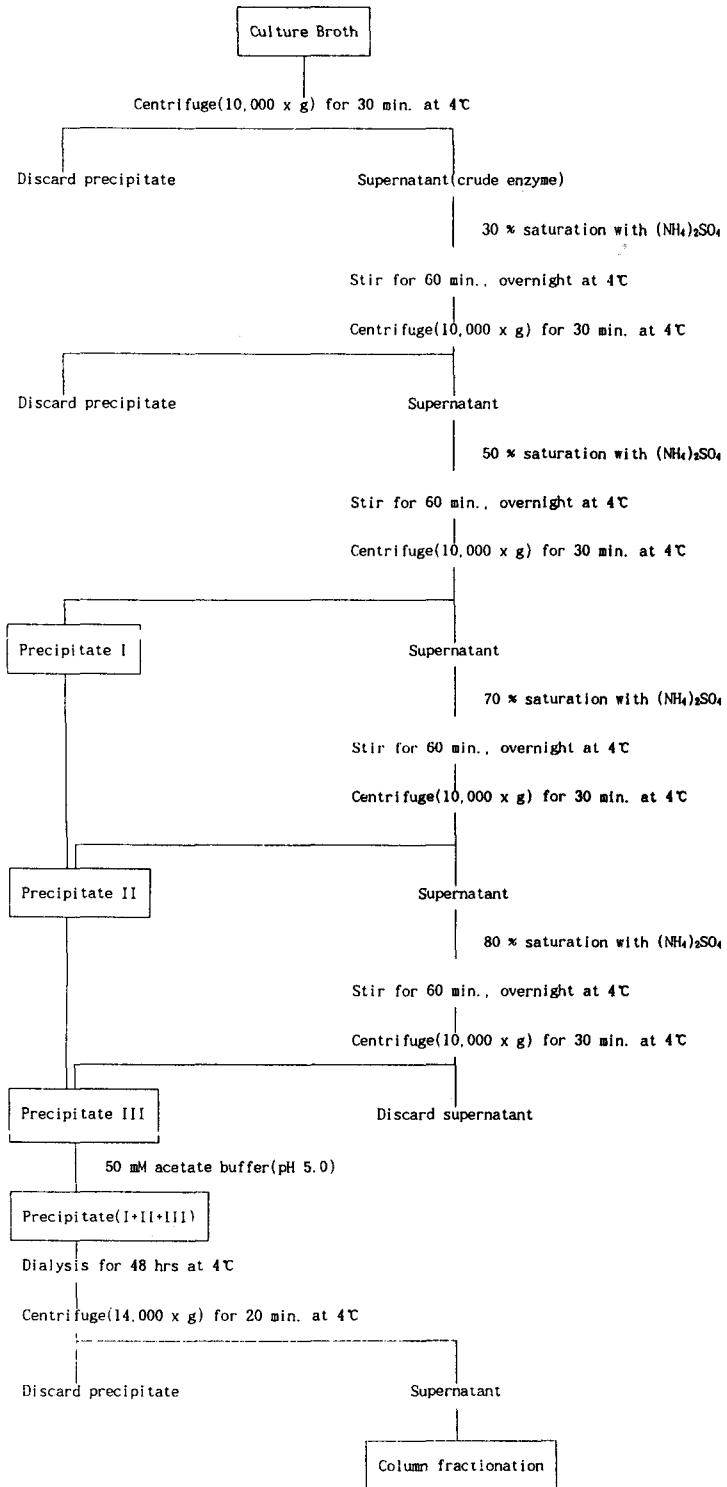 Culture Broth
Centrifuge(10,000 x g) for 30 min. at 4℃
Discard precipitate
Supernatant(crude enzyme)
30 % saturation with (NH₄)₂SO₄
Stir for 60 min., overnight at 4℃
Centrifuge(10,000 x g) for 30 min. at 4℃
Discard precipitate
Supernatant
50 % saturation with (NH₄)₂SO₄
Stir for 60 min., overnight at 4℃
Centrifuge(10,000 x g) for 30 min. at 4℃
Precipitate I
Supernatant
70 % saturation with (NH₄)₂SO₄
Stir for 60 min., overnight at 4℃
Centrifuge(10,000 x g) for 30 min. at 4℃
Precipitate II
Supernatant
80 % saturation with (NH₄)₂SO₄
Stir for 60 min., overnight at 4℃
Centrifuge(10,000 x g) for 30 min. at 4℃
Precipitate III
Discard supernatant
50 mM acetate buffer(pH 5.0)
Precipitate(I+II+III)
Dialysis for 48 hrs at 4℃
Centrifuge(14,000 x g) for 20 min. at 4℃
Discard precipitate
Supernatant
Column fractionation